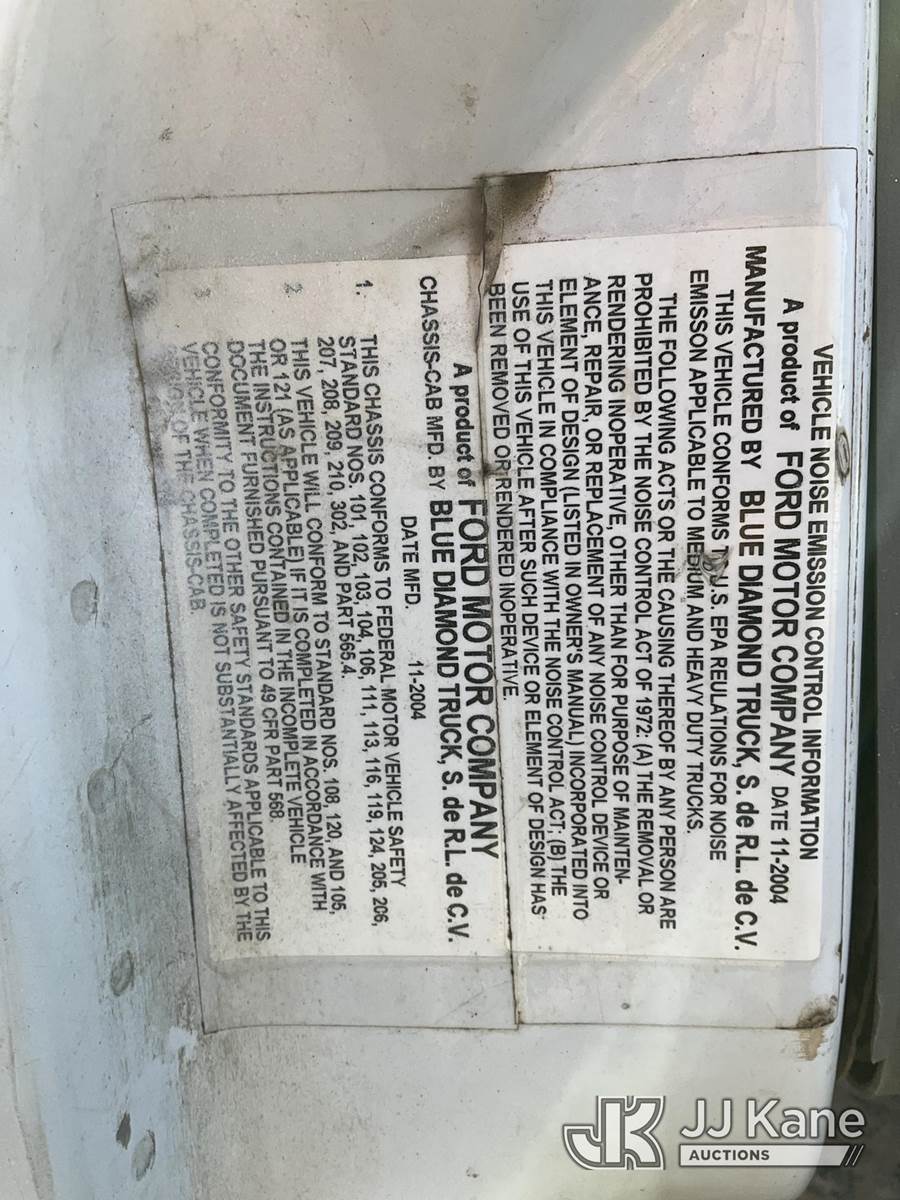 VEHICLE NOISE EMISSION CONTROL INFORMATION
A product of FORD MOTOR COMPANY DATE 11-2004
MANUFACTURED BY BLUE DIAMOND TRUCK, S. de R.L. de C.V.
THIS VEHICLE CONFORMS T U.S. EPA REULATIONS FOR NOISE
EMISSON APPLICABLE TO MEDIUM AND HEAVY DUTY TRUCKS.
THE FOLLOWING ACTS OR THE CAUSING THEREOF BY ANY PERSON ARE
PROHIBITED BY THE NOISE CONTROL ACT OF 1972: (A) THE REMOVAL OR
RENDERING INOPERATIVE, OTHER THAN FOR PURPOSE OF MAINTEN-
ANCE, REPAIR, OR REPLACEMENT OF ANY NOISE CONTROL DEVICE OR
ELEMENT OF DESIGN (LISTED IN OWNER'S MANUAL) INCORPORATED INTO
THIS VEHICLE IN COMPLIANCE WITH THE NOISE CONTROL ACT; (B) THE
USE OF THIS VEHICLE AFTER SUCH DEVICE OR ELEMENT OF DESIGN HAS
BEEN REMOVED OR RENDERED INOPERATIVE.
A product of FORD MOTOR COMPANY
CHASSIS-CAB MFD. BY BLUE DIAMOND TRUCK, S. de R.L. de C.V.
DATE MFD. 11-2004
1. THIS CHASSIS CONFORMS TO FEDERAL MOTOR VEHICLE SAFETY
STANDARD NOS. 101, 102, 103, 104, 106, 111, 113, 116, 119, 124, 205, 206,
207, 208, 209, 210, 302, AND PART 565.4.
2. THIS VEHICLE WILL CONFORM TO STANDARD NOS. 108, 120, AND 105,
OR 121 (AS APPLICABLE) IF IT IS COMPLETED IN ACCORDANCE WITH
THE INSTRUCTIONS CONTAINED IN THE INCOMPLETE VEHICLE
DOCUMENT FURNISHED PURSUANT TO 49 CFR PART 568.
3. CONFORMITY TO THE OTHER SAFETY STANDARDS APPLICABLE TO THIS
VEHICLE WHEN COMPLETED IS NOT SUBSTANTIALLY AFFECTED BY THE
DESIGN OF THE CHASSIS-CAB.
JK JJ Kane
AUCTIONS